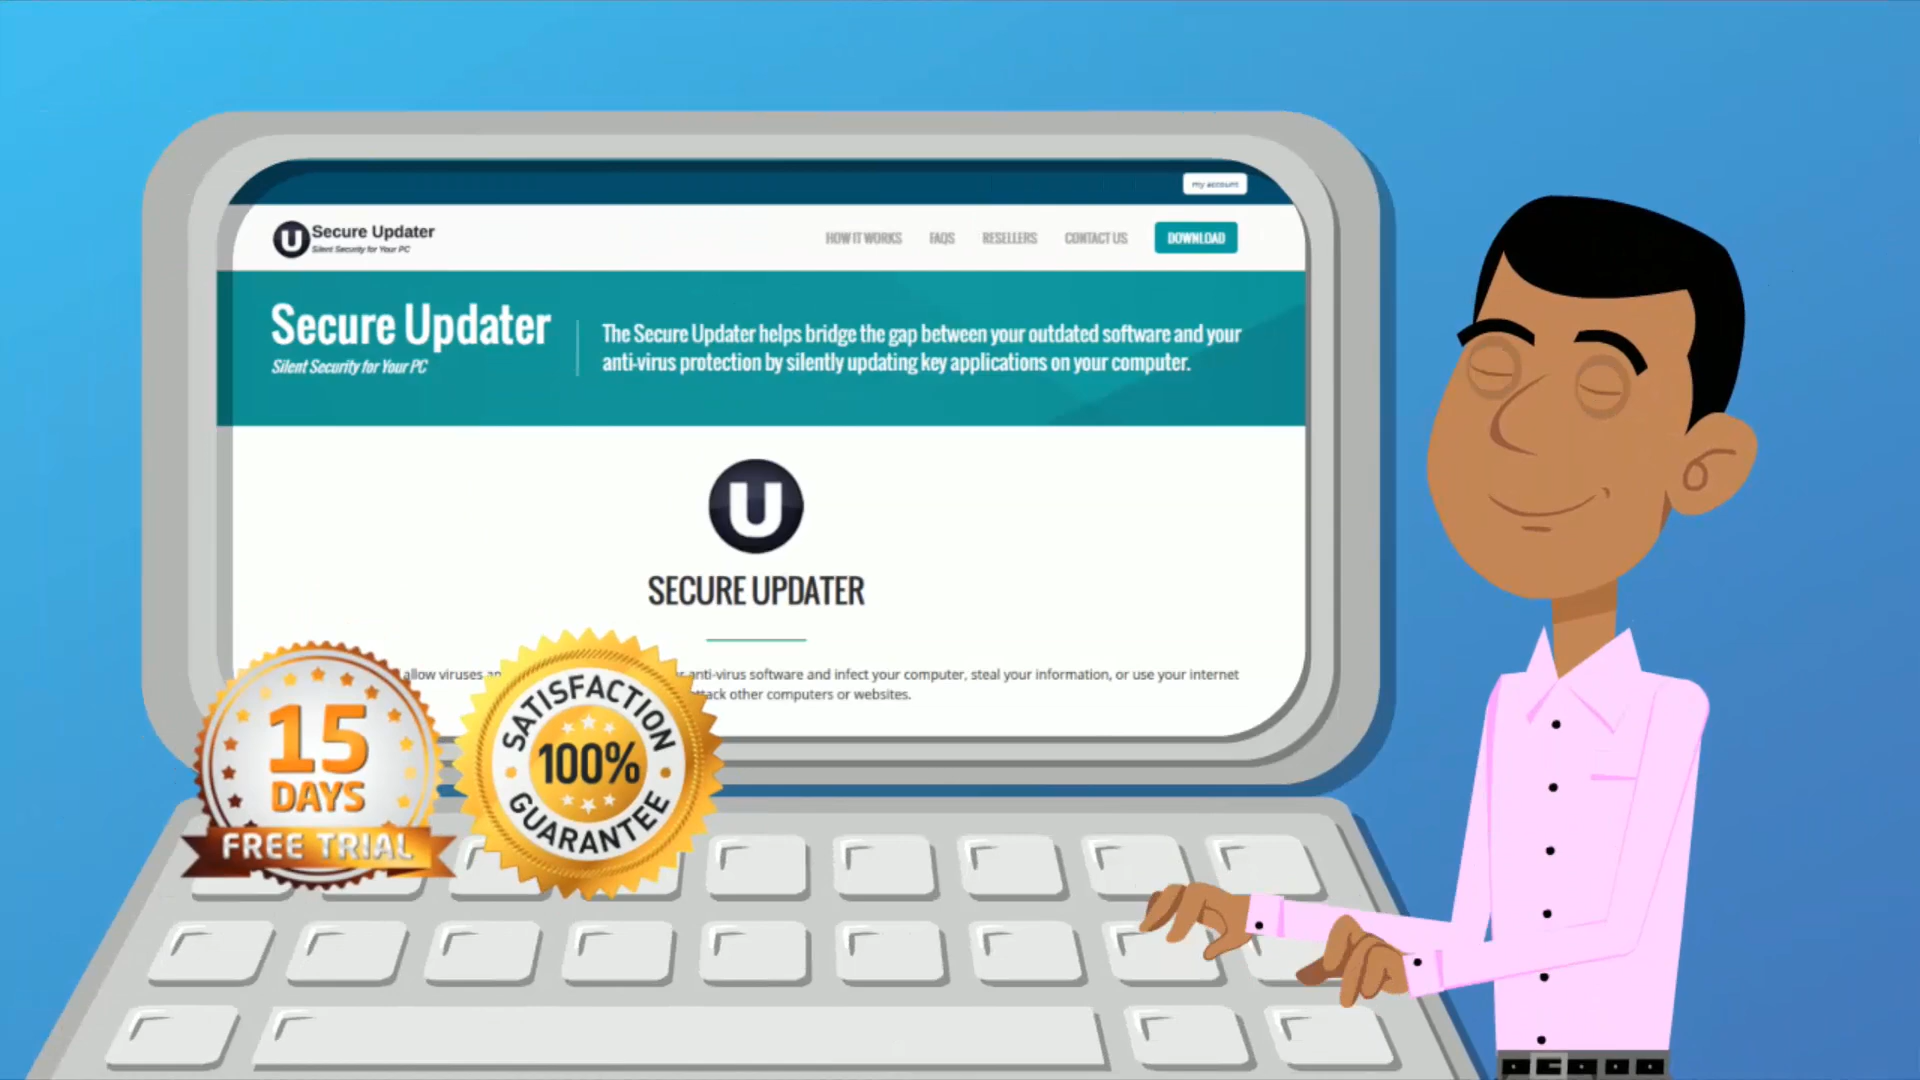 my account
U Secure Updater
Silent Security for Your PC
HOW IT WORKS FAQS RESELLERS CONTACT US DOWNLOAD
Secure Updater
Silent Security for Your PC
The Secure Updater helps bridge the gap between your outdated software and your
anti-virus protection by silently updating key applications on your computer.
U
SECURE UPDATER
allow viruses anti-virus software and infect your computer, steal your information, or use your internet
other computers or websites.
15
DAYS
FREE TRIAL
SATISFACTION
100%
GUARANTEE